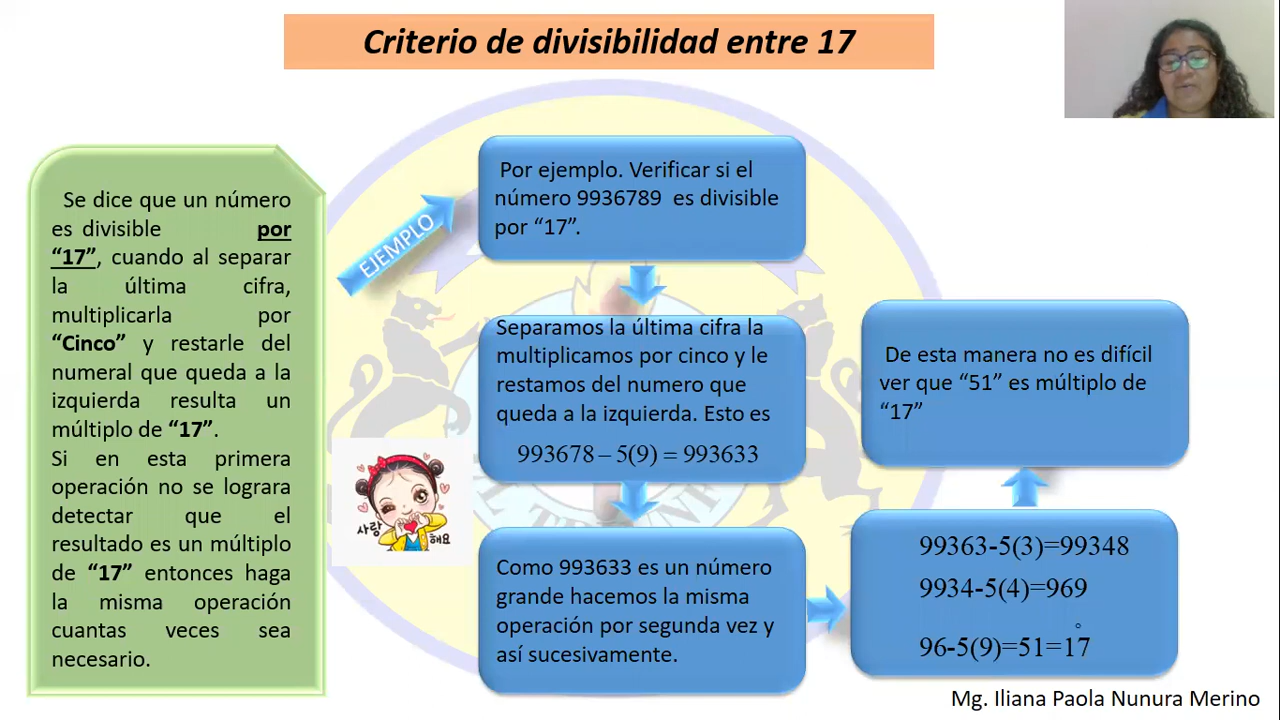 Criterio de divisibilidad entre 17
Se dice que un número
es divisible por
“17”, cuando al separar
la última cifra,
multiplicarla por
“Cinco” y restarle del
numeral que queda a la
izquierda resulta un
múltiplo de “17”.
Si en esta primera
operación no se lograra
detectar que el
resultado es un múltiplo
de “17” entonces haga
la misma operación
cuantas veces sea
necesario.
EJEMPLO
Por ejemplo. Verificar si el
número 9936789 es divisible
por “17”.
Separamos la última cifra la
multiplicamos por cinco y le
restamos del numero que
queda a la izquierda. Esto es
993678 – 5(9) = 993633
Como 993633 es un número
grande hacemos la misma
operación por segunda vez y
así sucesivamente.
99363-5(3)=99348
9934-5(4)=969
96-5(9)=51=17°
De esta manera no es difícil
ver que “51” es múltiplo de
“17”
사랑
해요
Mg. Iliana Paola Nunura Merino